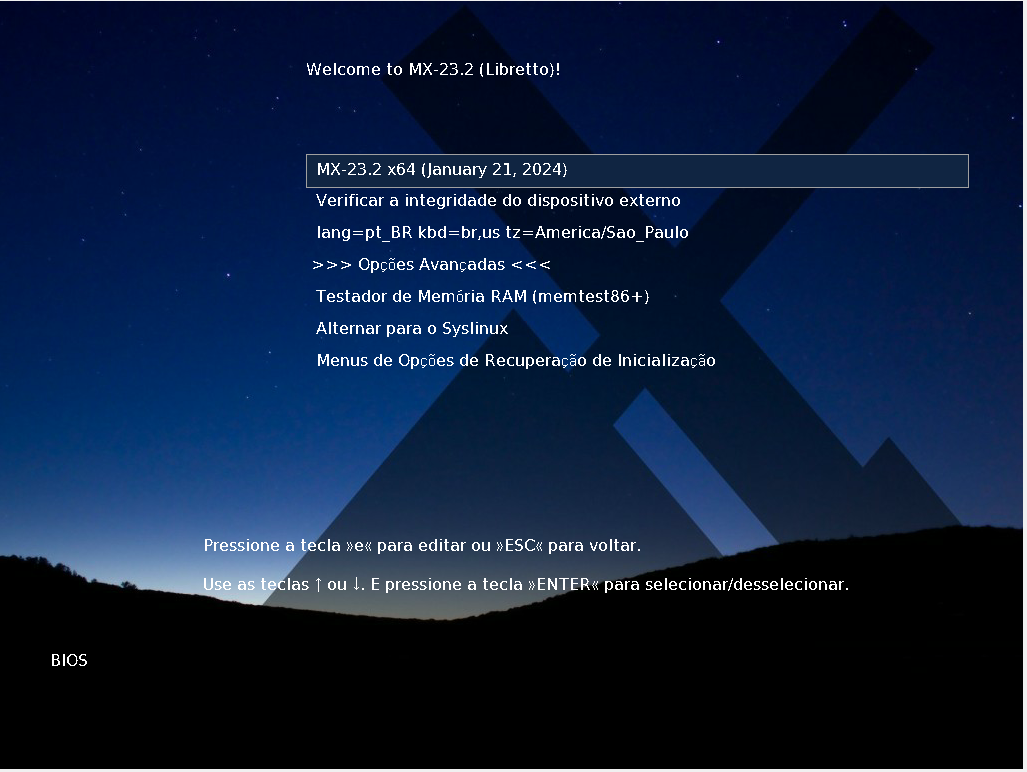 Welcome to MX-23.2 (Libretto)!
MX-23.2 x64 (January 21, 2024)
Verificar a integridade do dispositivo externo
lang=pt_BR kbd=br,us tz=America/Sao_Paulo
>>> Opções Avançadas <<<
Testador de Memória RAM (memtest86+)
Alternar para o Syslinux
Menus de Opções de Recuperação de Inicialização
Pressione a tecla »e« para editar ou »ESC« para voltar.
Use as teclas ↑ ou ↓. E pressione a tecla »ENTER« para selecionar/desselecionar.
BIOS